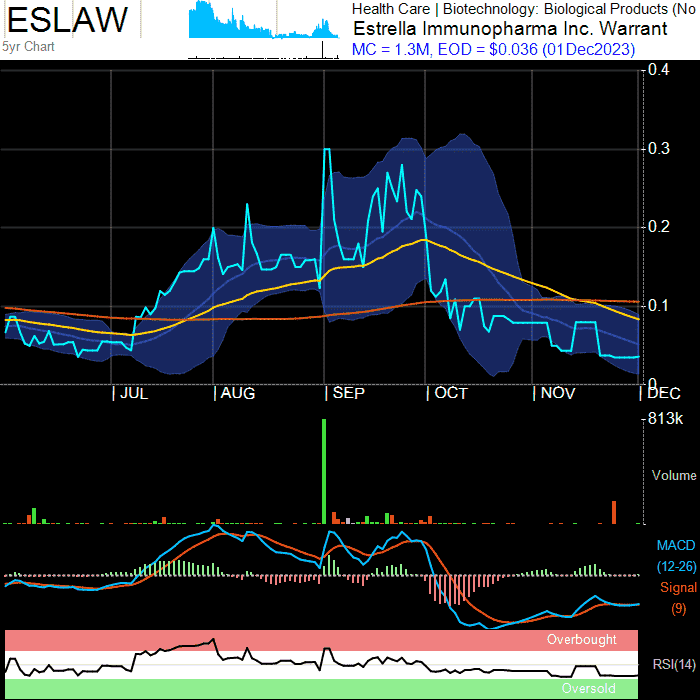 ESLAW
5yr Chart
Health Care | Biotechnology: Biological Products (No
Estrella Immunopharma Inc. Warrant
MC = 1.3M, EOD = $0.036 (01Dec2023)
0.4
0.3
0.2
0.1
0
JUL AUG SEP OCT NOV DEC
813k
Volume
MACD
(12-26)
Signal
(9)
Overbought
RSI(14)
Oversold